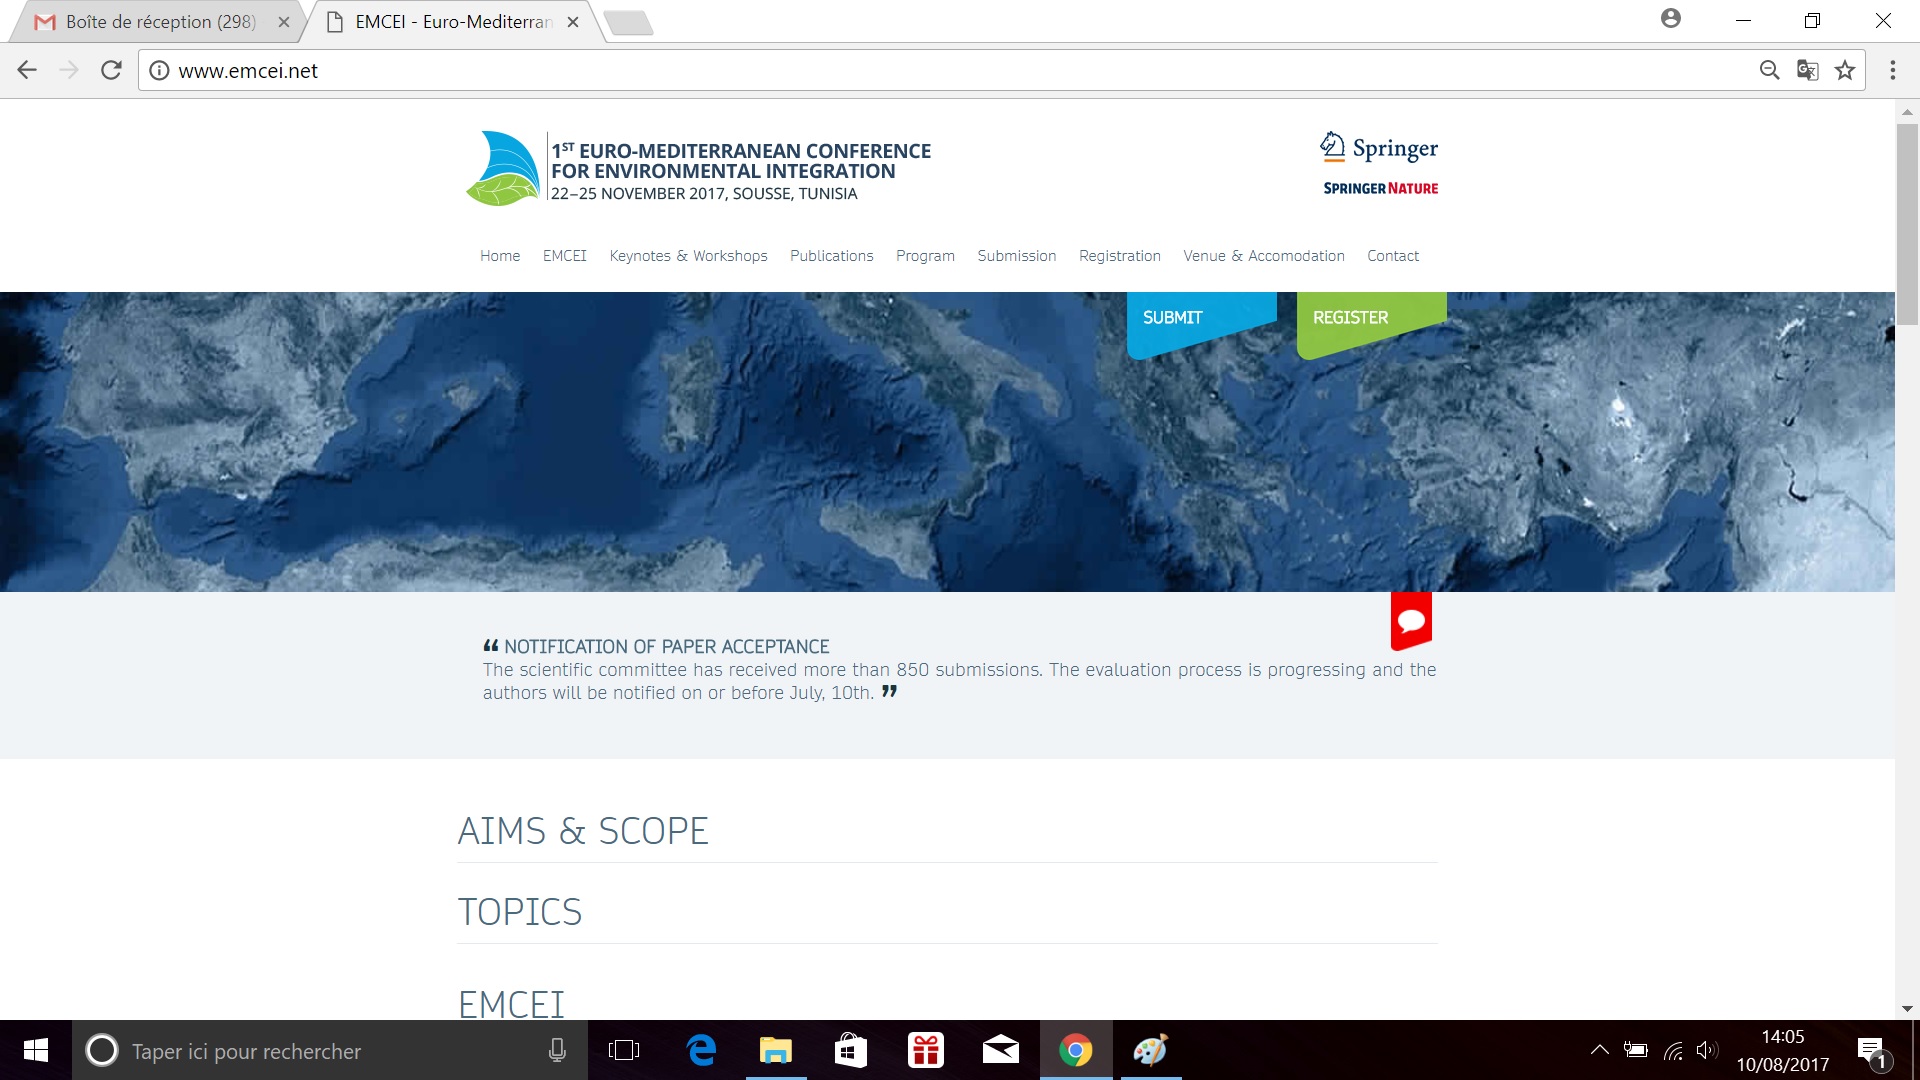 Boîte de réception (298)
EMCEI - Euro-Mediterran
www.emcei.net
1ST EURO-MEDITERRANEAN CONFERENCE
FOR ENVIRONMENTAL INTEGRATION
22–25 NOVEMBER 2017, SOUSSE, TUNISIA
Springer
SPRINGER NATURE
Home EMCEI Keynotes & Workshops Publications Program Submission Registration Venue & Accomodation Contact
SUBMIT
REGISTER
“ NOTIFICATION OF PAPER ACCEPTANCE
The scientific committee has received more than 850 submissions. The evaluation process is progressing and the
authors will be notified on or before July, 10th. ”
AIMS & SCOPE
TOPICS
EMCEI
Taper ici pour rechercher
14:05
10/08/2017
1